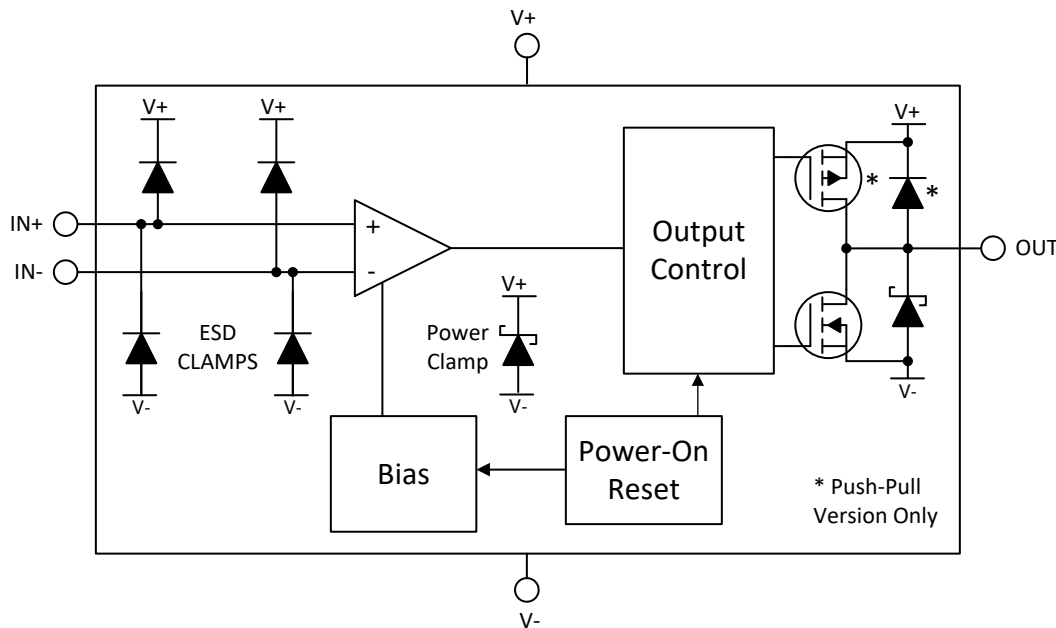 V+
V+
V+
V+
IN+
+
*
*
Output
Control
OUT
IN-
-
V+
ESD
CLAMPS
Power
Clamp
V-
V-
V-
V-
Bias
Power-On
Reset
* Push-Pull
Version Only
V-